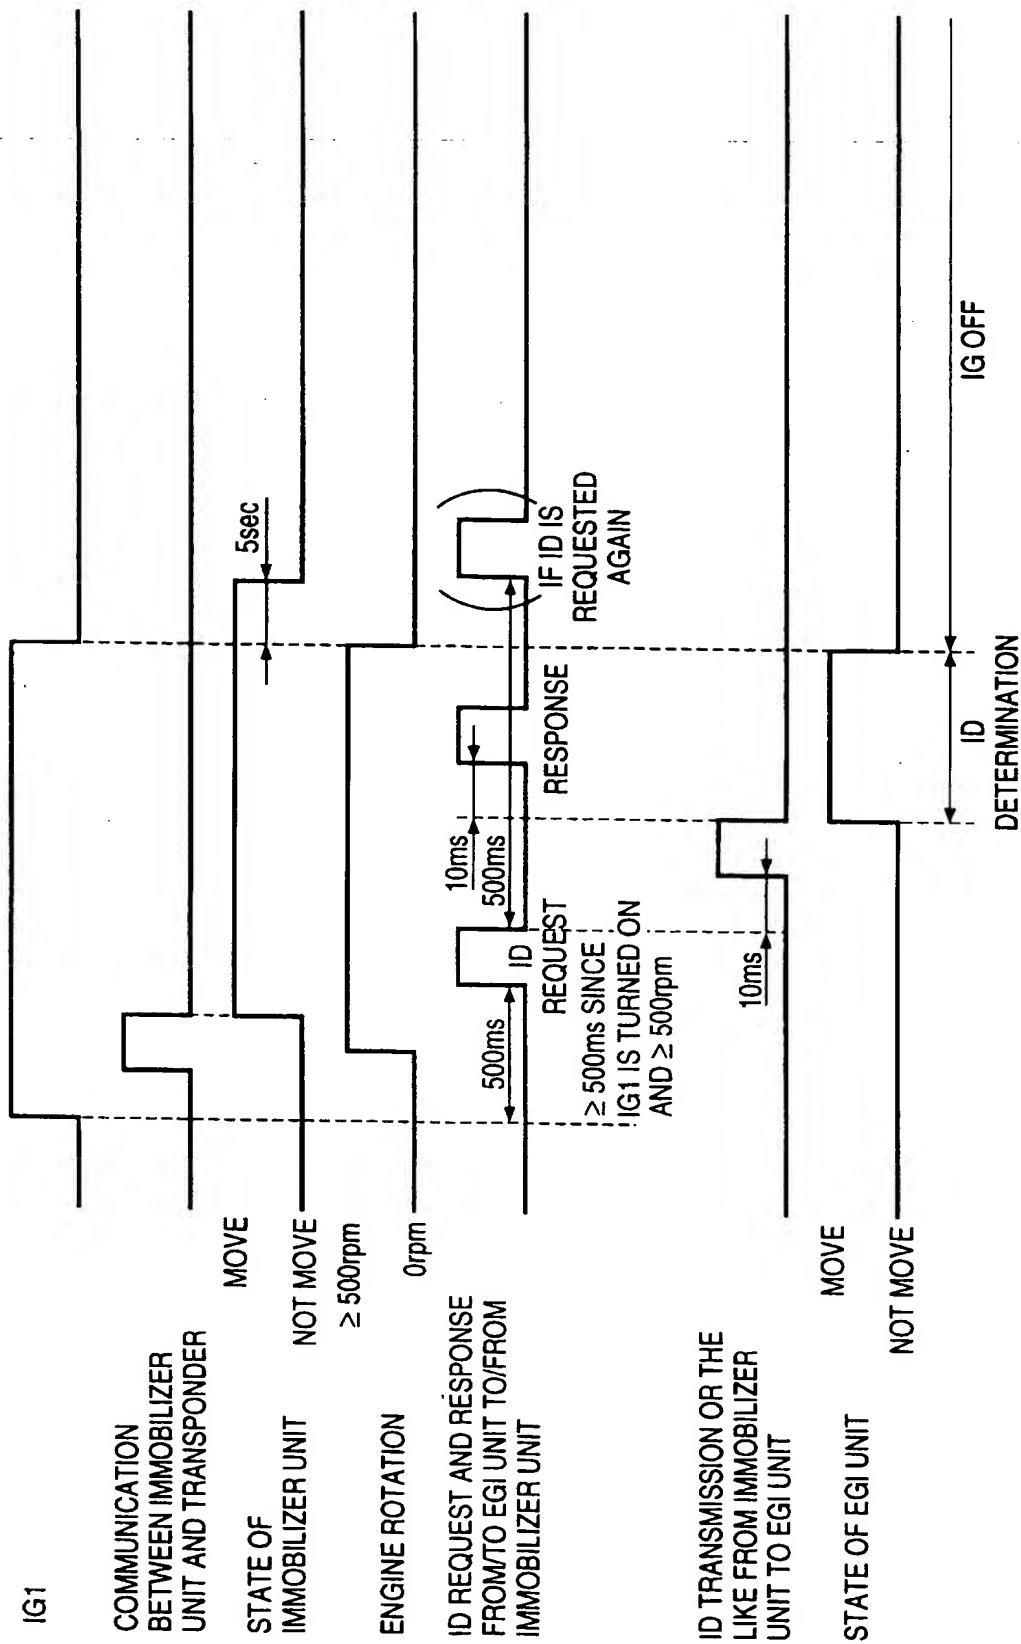 IG1
COMMUNICATION
BETWEEN IMMOBILIZER
UNIT AND TRANSPONDER
STATE OF
IMMOBILIZER UNIT
MOVE
NOT MOVE
5sec
ENGINE ROTATION
≥ 500rpm
0rpm
ID REQUEST AND RESPONSE
FROM/TO EGI UNIT TO/FROM
IMMOBILIZER UNIT
500ms
ID
REQUEST
≥ 500ms SINCE
IG1 IS TURNED ON
AND ≥ 500rpm
10ms
500ms
RESPONSE
IF ID IS
REQUESTED
AGAIN
ID TRANSMISSION OR THE
LIKE FROM IMMOBILIZER
UNIT TO EGI UNIT
10ms
STATE OF EGI UNIT
MOVE
NOT MOVE
ID
DETERMINATION
IG OFF